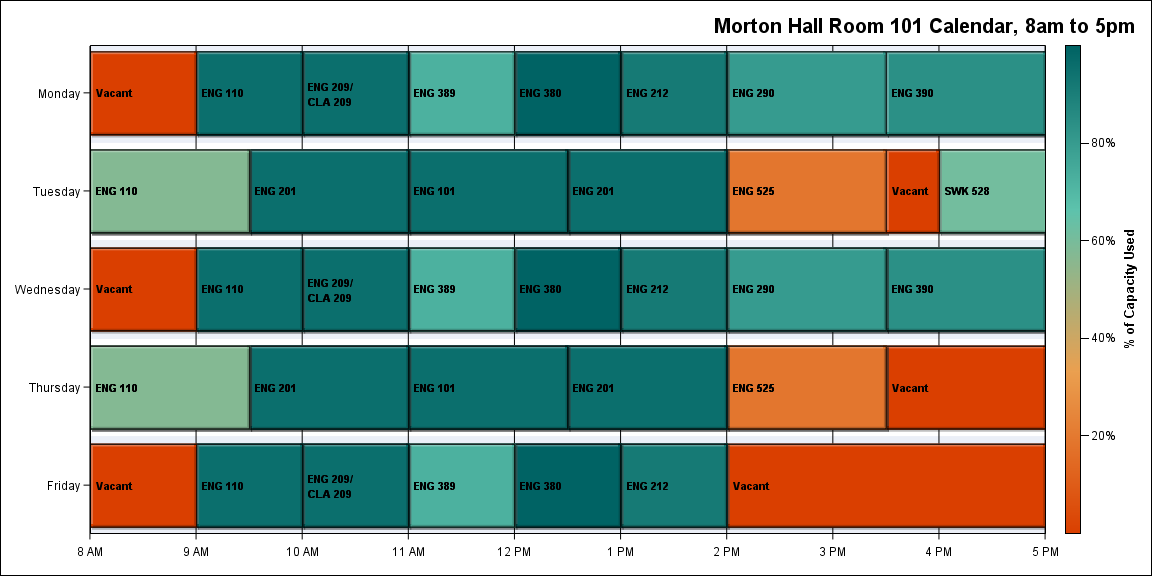 Morton Hall Room 101 Calendar, 8am to 5pm
Monday
Vacant
ENG 110
ENG 209/
CLA 209
ENG 389
ENG 380
ENG 212
ENG 290
ENG 390
Tuesday
ENG 110
ENG 201
ENG 101
ENG 201
ENG 525
Vacant
SWK 528
Wednesday
Vacant
ENG 110
ENG 209/
CLA 209
ENG 389
ENG 380
ENG 212
ENG 290
ENG 390
Thursday
ENG 110
ENG 201
ENG 101
ENG 201
ENG 525
Vacant
Friday
Vacant
ENG 110
ENG 209/
CLA 209
ENG 389
ENG 380
ENG 212
Vacant
8 AM
9 AM
10 AM
11 AM
12 PM
1 PM
2 PM
3 PM
4 PM
5 PM
80%
60%
40%
20%
% of Capacity Used